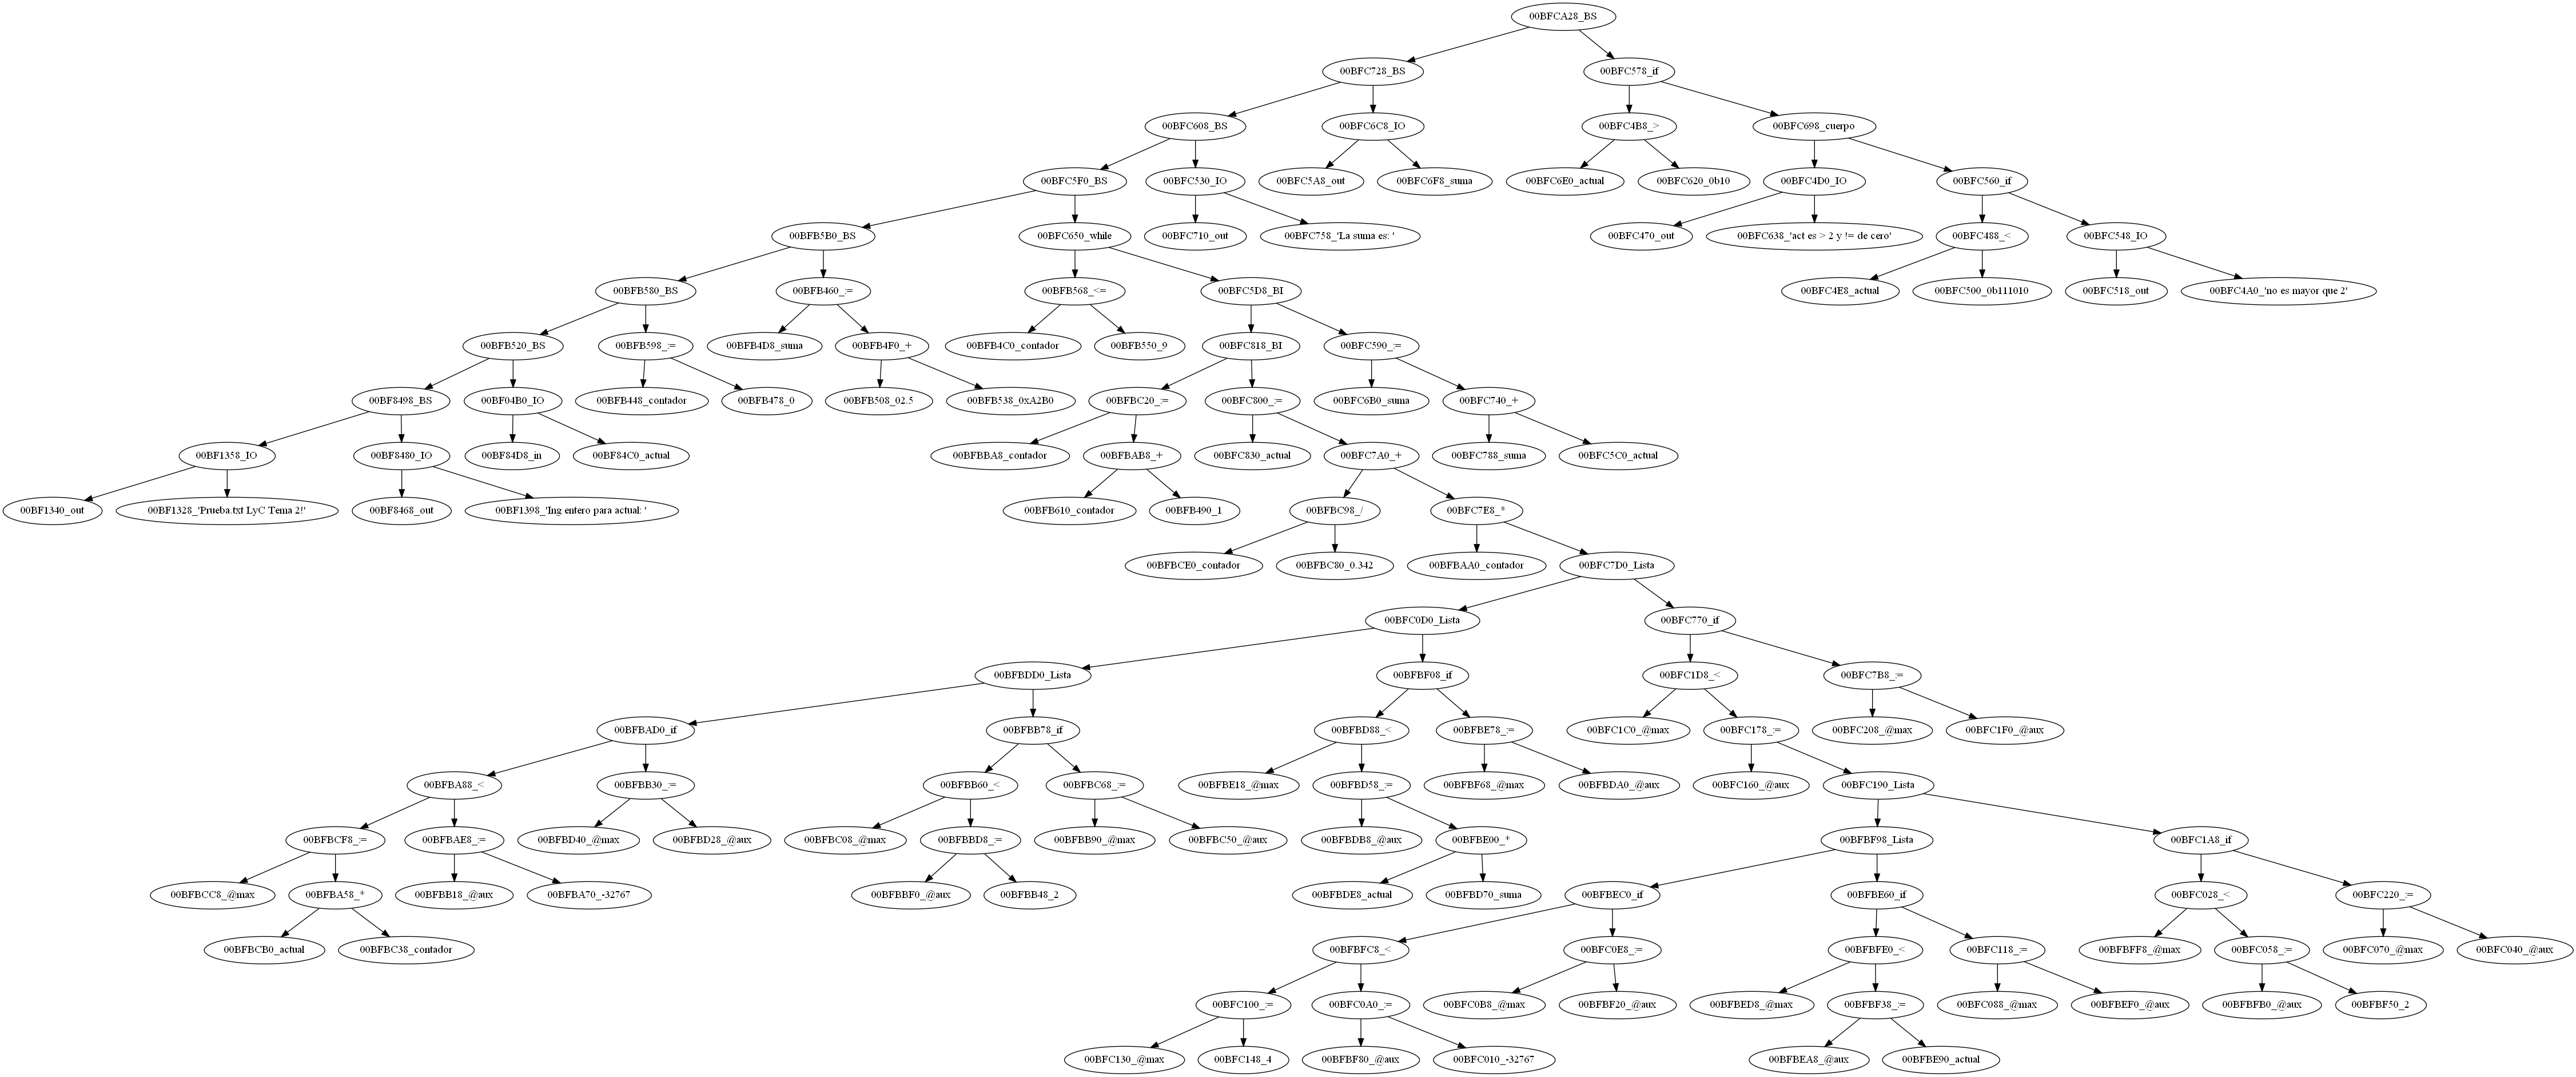 00BFCA28_BS
00BFC728_BS
00BFC578_if
00BFC608_BS
00BFC6C8_IO
00BFC4B8_>
00BFC698_cuerpo
00BFC5F0_BS
00BFC530_IO
00BFC5A8_out
00BFC6F8_suma
00BFC6E0_actual
00BFC620_0b10
00BFC4D0_IO
00BFC560_if
00BFB5B0_BS
00BFC650_while
00BFC710_out
00BFC758_'La suma es: '
00BFC470_out
00BFC638_'act es > 2 y != de cero'
00BFC488_<
00BFC548_IO
00BFB580_BS
00BFB460_:=
00BFB568_<=
00BFC5D8_BI
00BFC4E8_actual
00BFC500_0b111010
00BFC518_out
00BFC4A0_'no es mayor que 2'
00BFB520_BS
00BFB598_:=
00BFB4D8_suma
00BFB4F0_+
00BFB4C0_contador
00BFB550_9
00BFC818_BI
00BFC590_:=
00BF8498_BS
00BF04B0_IO
00BFB448_contador
00BFB478_0
00BFB508_02.5
00BFB538_0xA2B0
00BFBC20_:=
00BFC800_:=
00BFC6B0_suma
00BFC740_+
00BF1358_IO
00BF8480_IO
00BF84D8_in
00BF84C0_actual
00BFBBA8_contador
00BFBAB8_+
00BFC830_actual
00BFC7A0_+
00BFC788_suma
00BFC5C0_actual
00BF1340_out
00BF1328_'Prueba.txt LyC Tema 2!'
00BF8468_out
00BF1398_'Ing entero para actual: '
00BFB610_contador
00BFB490_1
00BFBC98_/
00BFC7E8_*
00BFBCE0_contador
00BFBC80_0.342
00BFBAA0_contador
00BFC7D0_Lista
00BFC0D0_Lista
00BFC770_if
00BFBDD0_Lista
00BFBF08_if
00BFC1D8_<
00BFC7B8_:=
00BFBAD0_if
00BFBB78_if
00BFBD88_<
00BFBE78_:=
00BFC1C0_@max
00BFC178_:=
00BFC208_@max
00BFC1F0_@aux
00BFBA88_<
00BFBB30_:=
00BFBB60_<
00BFBC68_:=
00BFBE18_@max
00BFBD58_:=
00BFBF68_@max
00BFBDA0_@aux
00BFC160_@aux
00BFC190_Lista
00BFBCF8_:=
00BFBAE8_:=
00BFBD40_@max
00BFBD28_@aux
00BFBC08_@max
00BFBBD8_:=
00BFBB90_@max
00BFBC50_@aux
00BFBDB8_@aux
00BFBE00_*
00BFBF98_Lista
00BFC1A8_if
00BFBCC8_@max
00BFBA58_*
00BFBB18_@aux
00BFBA70_-32767
00BFBBF0_@aux
00BFBB48_2
00BFBDE8_actual
00BFBD70_suma
00BFBEC0_if
00BFBE60_if
00BFC028_<
00BFC220_:=
00BFBCB0_actual
00BFBC38_contador
00BFBFC8_<
00BFC0E8_:=
00BFBFE0_<
00BFC118_:=
00BFBFF8_@max
00BFC058_:=
00BFC070_@max
00BFC040_@aux
00BFC100_:=
00BFC0A0_:=
00BFC0B8_@max
00BFBF20_@aux
00BFBED8_@max
00BFBF38_:=
00BFC088_@max
00BFBEF0_@aux
00BFBFB0_@aux
00BFBF50_2
00BFC130_@max
00BFC148_4
00BFBF80_@aux
00BFC010_-32767
00BFBEA8_@aux
00BFBE90_actual